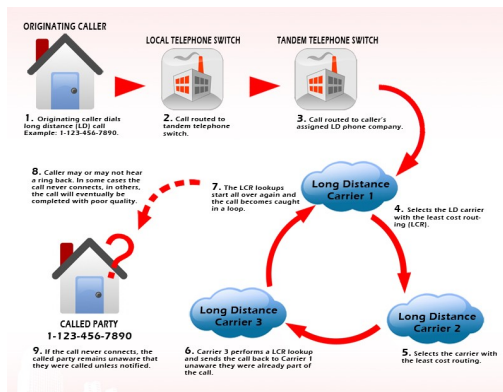 ORIGINATING CALLER
LOCAL TELEPHONE SWITCH
TANDEM TELEPHONE SWITCH
1. Originating caller dials
long distance (LD) call
Example: 1-123-456-7890.
2. Call routed to
tandem telephone
switch.
3. Call routed to caller's
assigned LD phone company.
Long Distance
Carrier 1
4. Selects the LD carrier
with the least cost rout-
ing (LCR).
Long Distance
Carrier 2
5. Selects the carrier with
the least cost routing.
Long Distance
Carrier 3
6. Carrier 3 performs a LCR lookup
and sends the call back to Carrier 1
unaware they were already part of
the call.
7. The LCR lookups
start all over again and
the call becomes caught
in a loop.
8. Caller may or may not hear
a ring back. In some cases the
call never connects, in others,
the call will eventually be
completed with poor quality.
CALLED PARTY
1-123-456-7890
9. If the call never connects, the
called party remains unaware that
they were called unless notified.